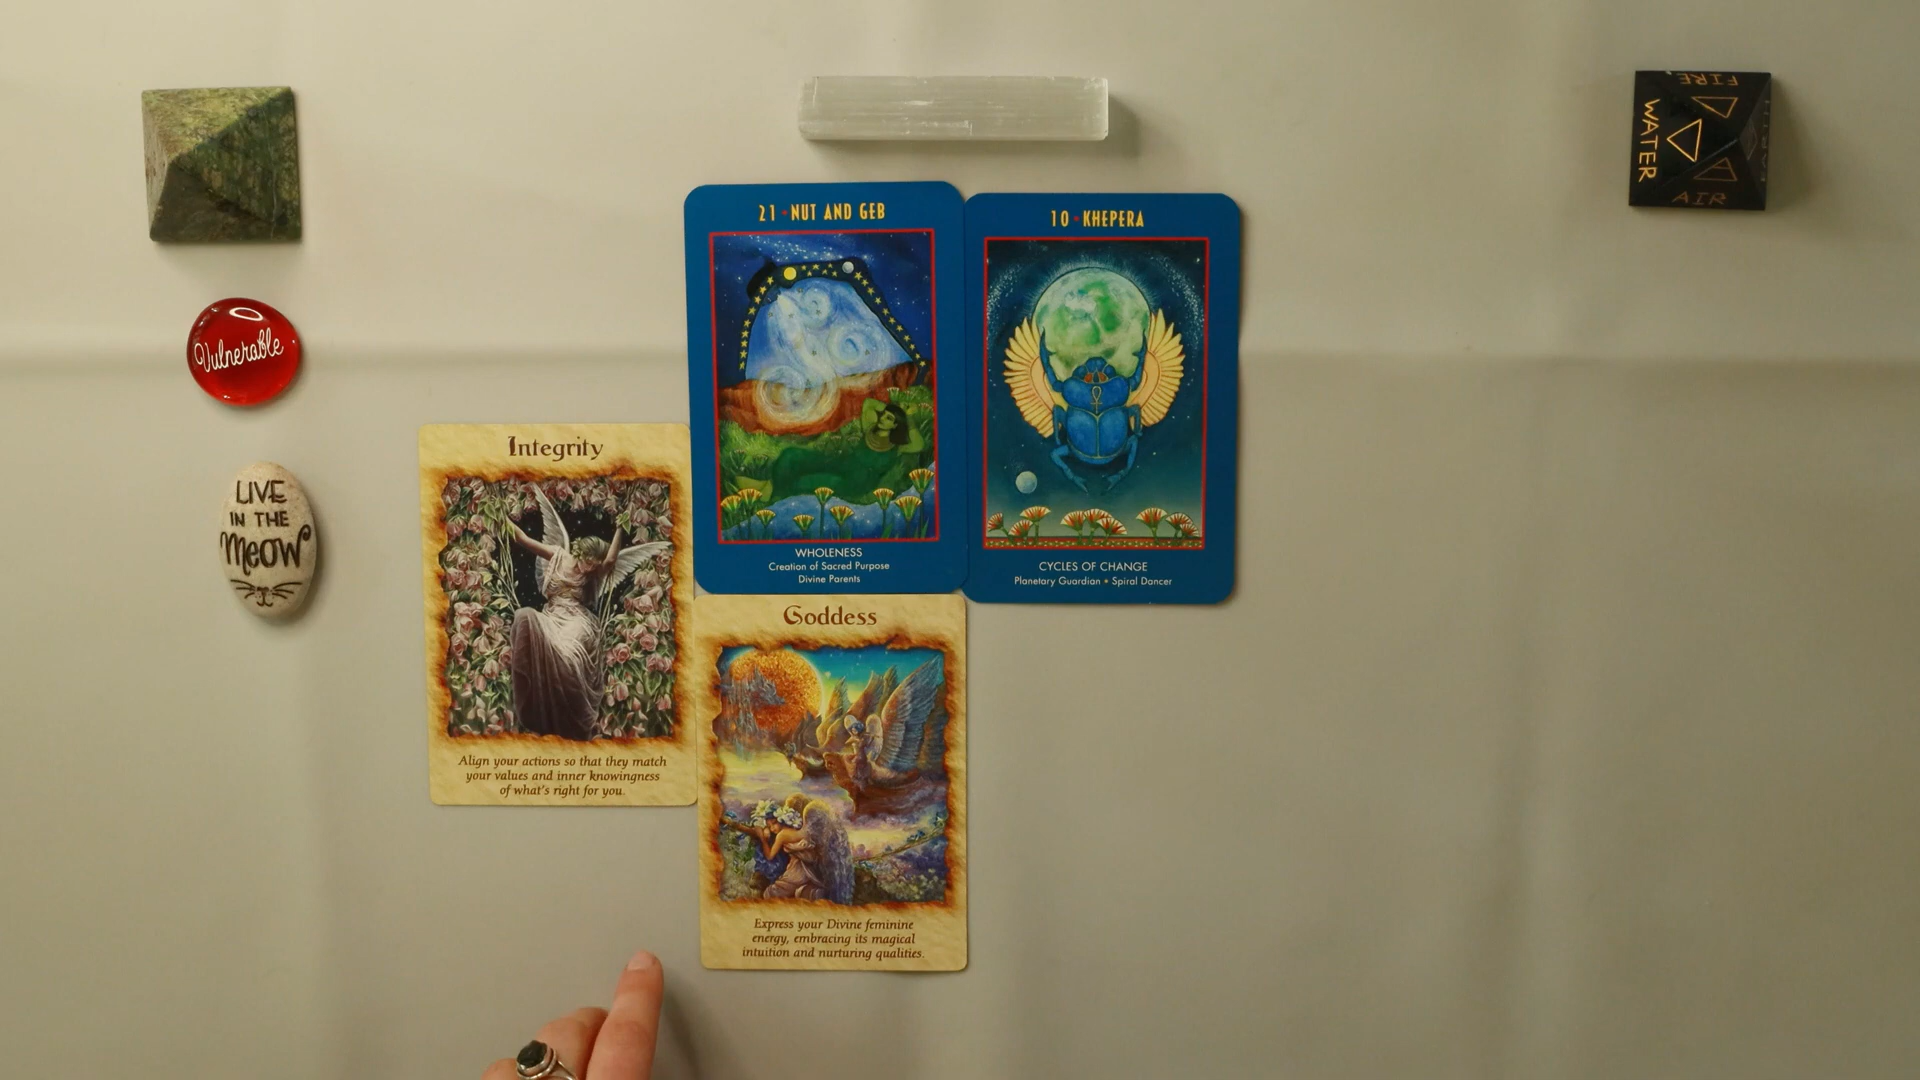 FIRE
WATER
EARTH
AIR
21 • NUT AND GEB
WHOLENESS
Creation of Sacred Purpose
Divine Parents
10 • KHEPERA
CYCLES OF CHANGE
Planetary Guardian • Spiral Dancer
Vulnerable
LIVE
IN THE
MEOW
Integrity
Align your actions so that they match
your values and inner knowingness
of what's right for you.
Goddess
Express your Divine feminine
energy, embracing its magical
intuition and nurturing qualities.